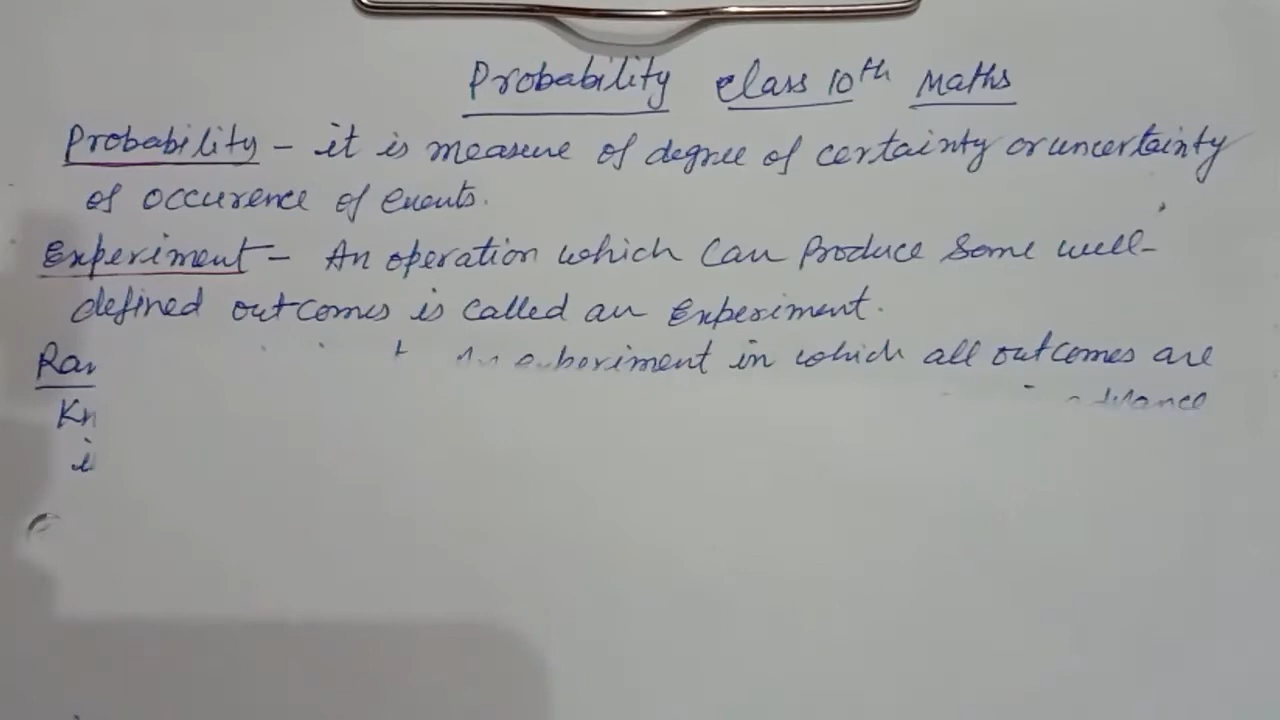 Probability class 10th Maths
Probability - it is measure of degree of certainty or uncertainty
of occurence of events.
Experiment - An operation which can produce some well-
defined outcomes is called an Experiment.
in which all outcomes are